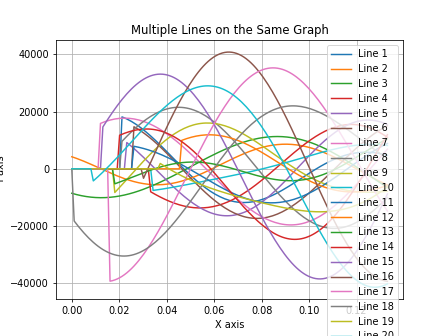 Multiple Lines on the Same Graph
40000
20000
0
−20000
−40000
0.00
0.02
0.04
0.06
0.08
0.10
X axis
Line 1
Line 2
Line 3
Line 4
Line 5
Line 6
Line 7
Line 8
Line 9
Line 10
Line 11
Line 12
Line 13
Line 14
Line 15
Line 16
Line 17
Line 18
Line 19
Line 20